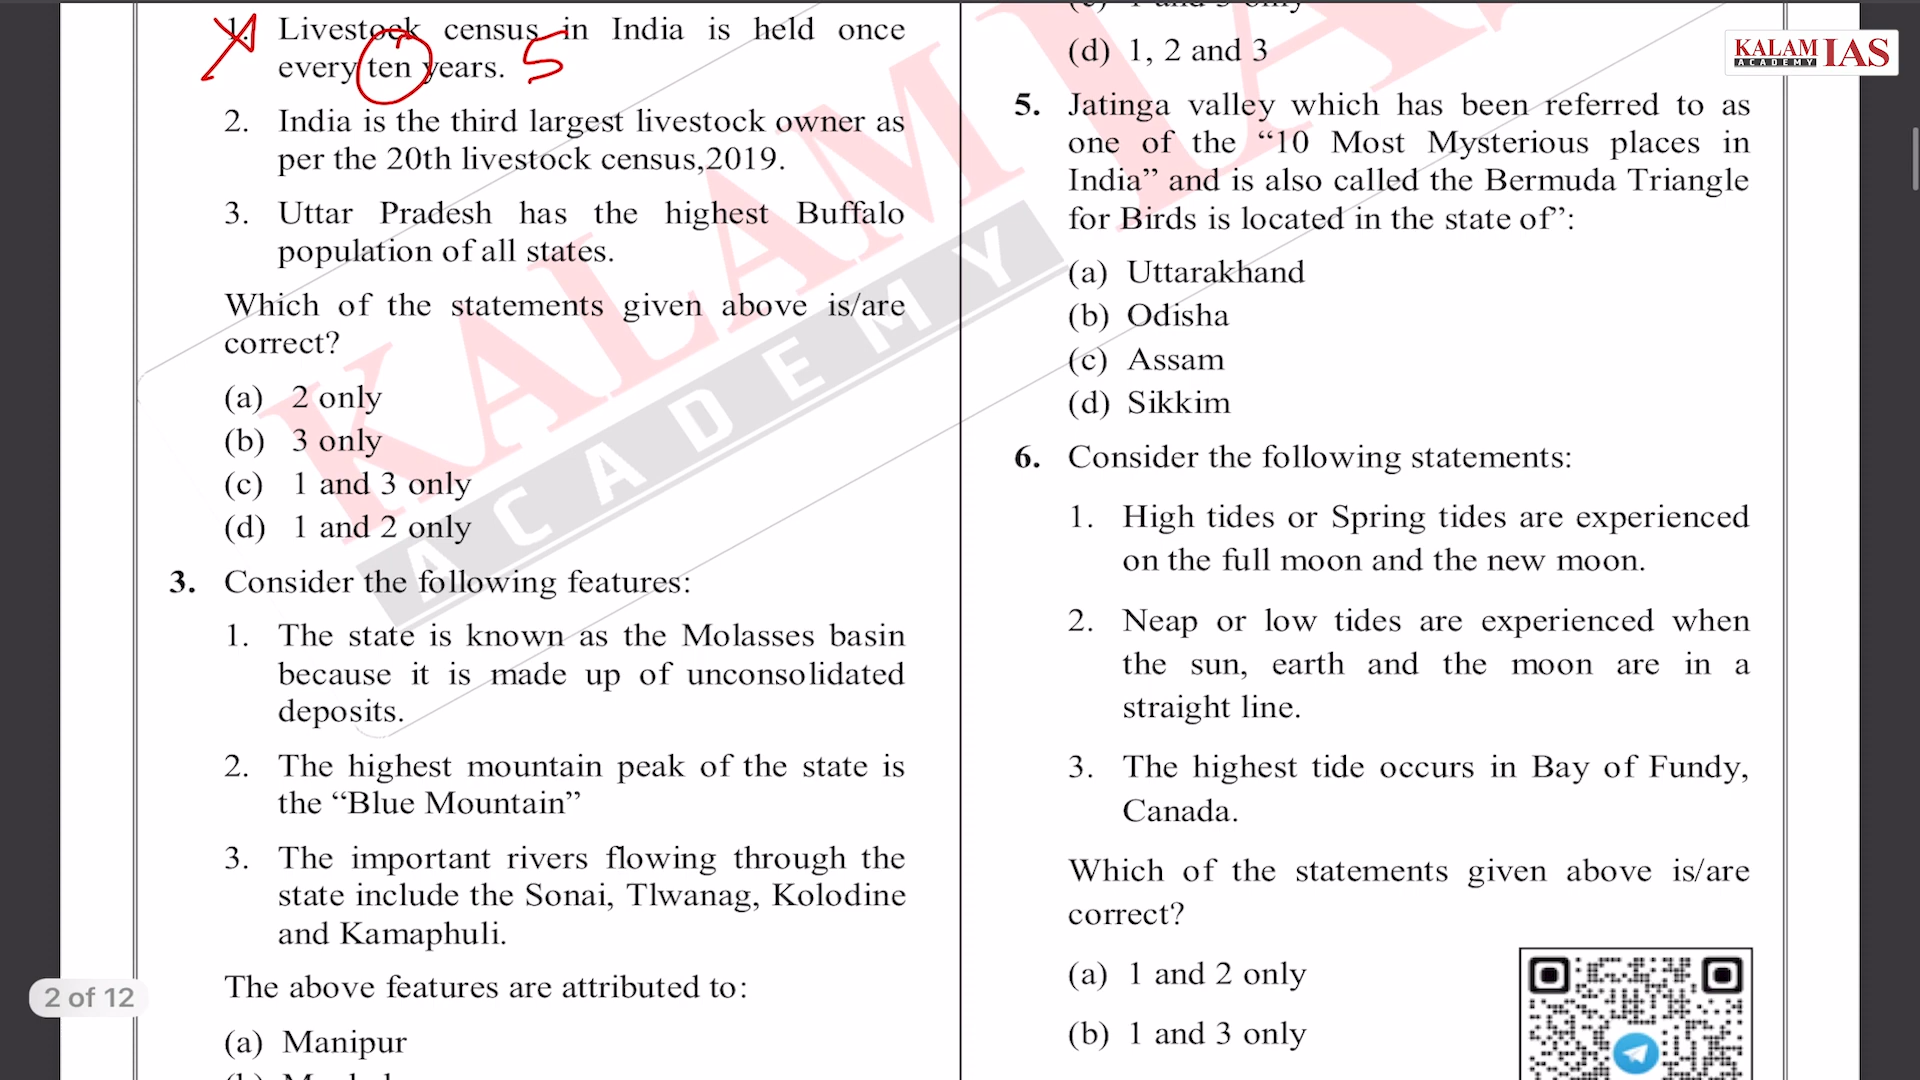 1. Livestock census in India is held once
every ten years. 5
2. India is the third largest livestock owner as
per the 20th livestock census,2019.
3. Uttar Pradesh has the highest Buffalo
population of all states.
Which of the statements given above is/are
correct?
(a) 2 only
(b) 3 only
(c) 1 and 3 only
(d) 1 and 2 only
3. Consider the following features:
1. The state is known as the Molasses basin
because it is made up of unconsolidated
deposits.
2. The highest mountain peak of the state is
the “Blue Mountain”
3. The important rivers flowing through the
state include the Sonai, Tlwanag, Kolodine
and Kamaphuli.
The above features are attributed to:
(a) Manipur
2 of 12
(d) 1, 2 and 3
5. Jatinga valley which has been referred to as
one of the “10 Most Mysterious places in
India” and is also called the Bermuda Triangle
for Birds is located in the state of”:
(a) Uttarakhand
(b) Odisha
(c) Assam
(d) Sikkim
6. Consider the following statements:
1. High tides or Spring tides are experienced
on the full moon and the new moon.
2. Neap or low tides are experienced when
the sun, earth and the moon are in a
straight line.
3. The highest tide occurs in Bay of Fundy,
Canada.
Which of the statements given above is/are
correct?
(a) 1 and 2 only
(b) 1 and 3 only
KALAM IAS
ACADEMY
KALAM IAS
ACADEMY